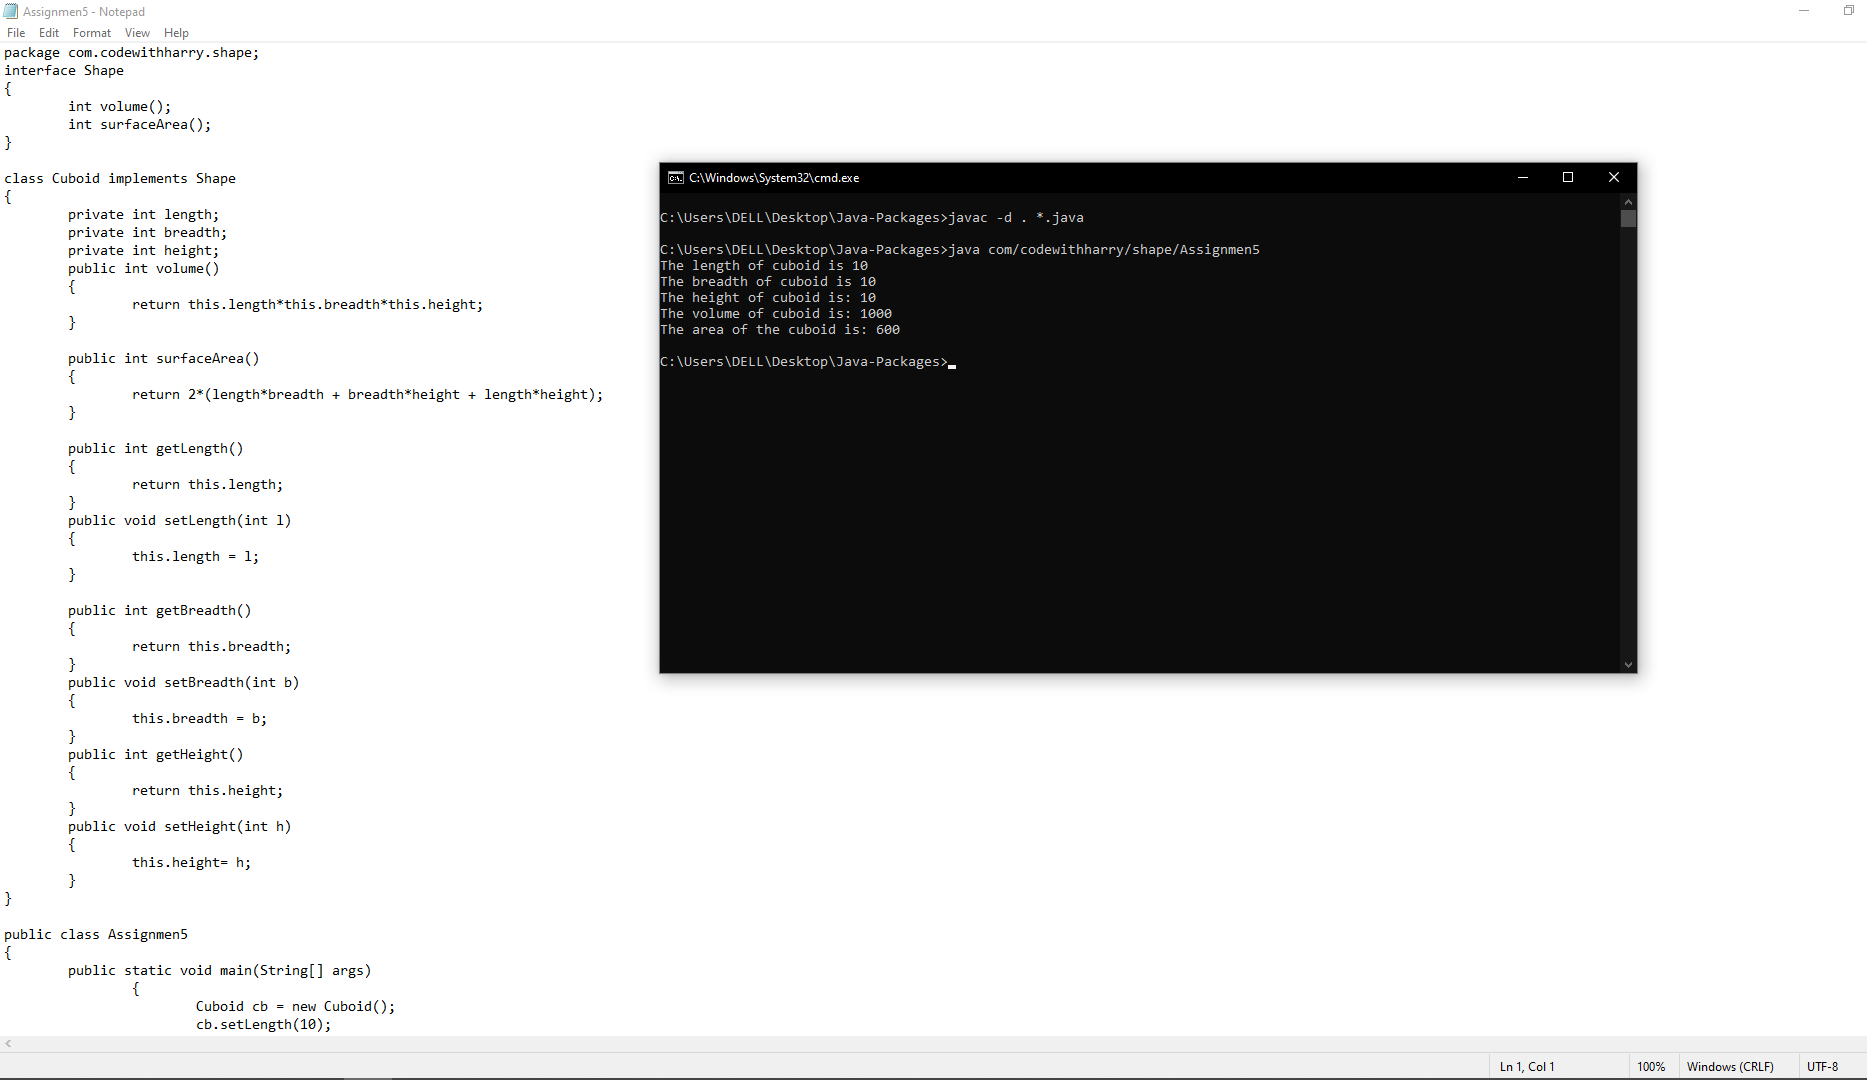 Assignmen5 - Notepad
File Edit Format View Help
package com.codewithharry.shape;
interface Shape
{
        int volume();
        int surfaceArea();
}
class Cuboid implements Shape
{
        private int length;
        private int breadth;
        private int height;
        public int volume()
        {
                return this.length*this.breadth*this.height;
        }
        public int surfaceArea()
        {
                return 2*(length*breadth + breadth*height + length*height);
        }
        public int getLength()
        {
                return this.length;
        }
        public void setLength(int l)
        {
                this.length = l;
        }
        public int getBreadth()
        {
                return this.breadth;
        }
        public void setBreadth(int b)
        {
                this.breadth = b;
        }
        public int getHeight()
        {
                return this.height;
        }
        public void setHeight(int h)
        {
                this.height= h;
        }
}
public class Assignmen5
{
        public static void main(String[] args)
                {
                        Cuboid cb = new Cuboid();
                        cb.setLength(10);
C:\Windows\System32\cmd.exe
C:\Users\DELL\Desktop\Java-Packages>javac -d . *.java
C:\Users\DELL\Desktop\Java-Packages>java com/codewithharry/shape/Assignmen5
The length of cuboid is 10
The breadth of cuboid is 10
The height of cuboid is: 10
The volume of cuboid is: 1000
The area of the cuboid is: 600
C:\Users\DELL\Desktop\Java-Packages>
Ln 1, Col 1 100% Windows (CRLF) UTF-8